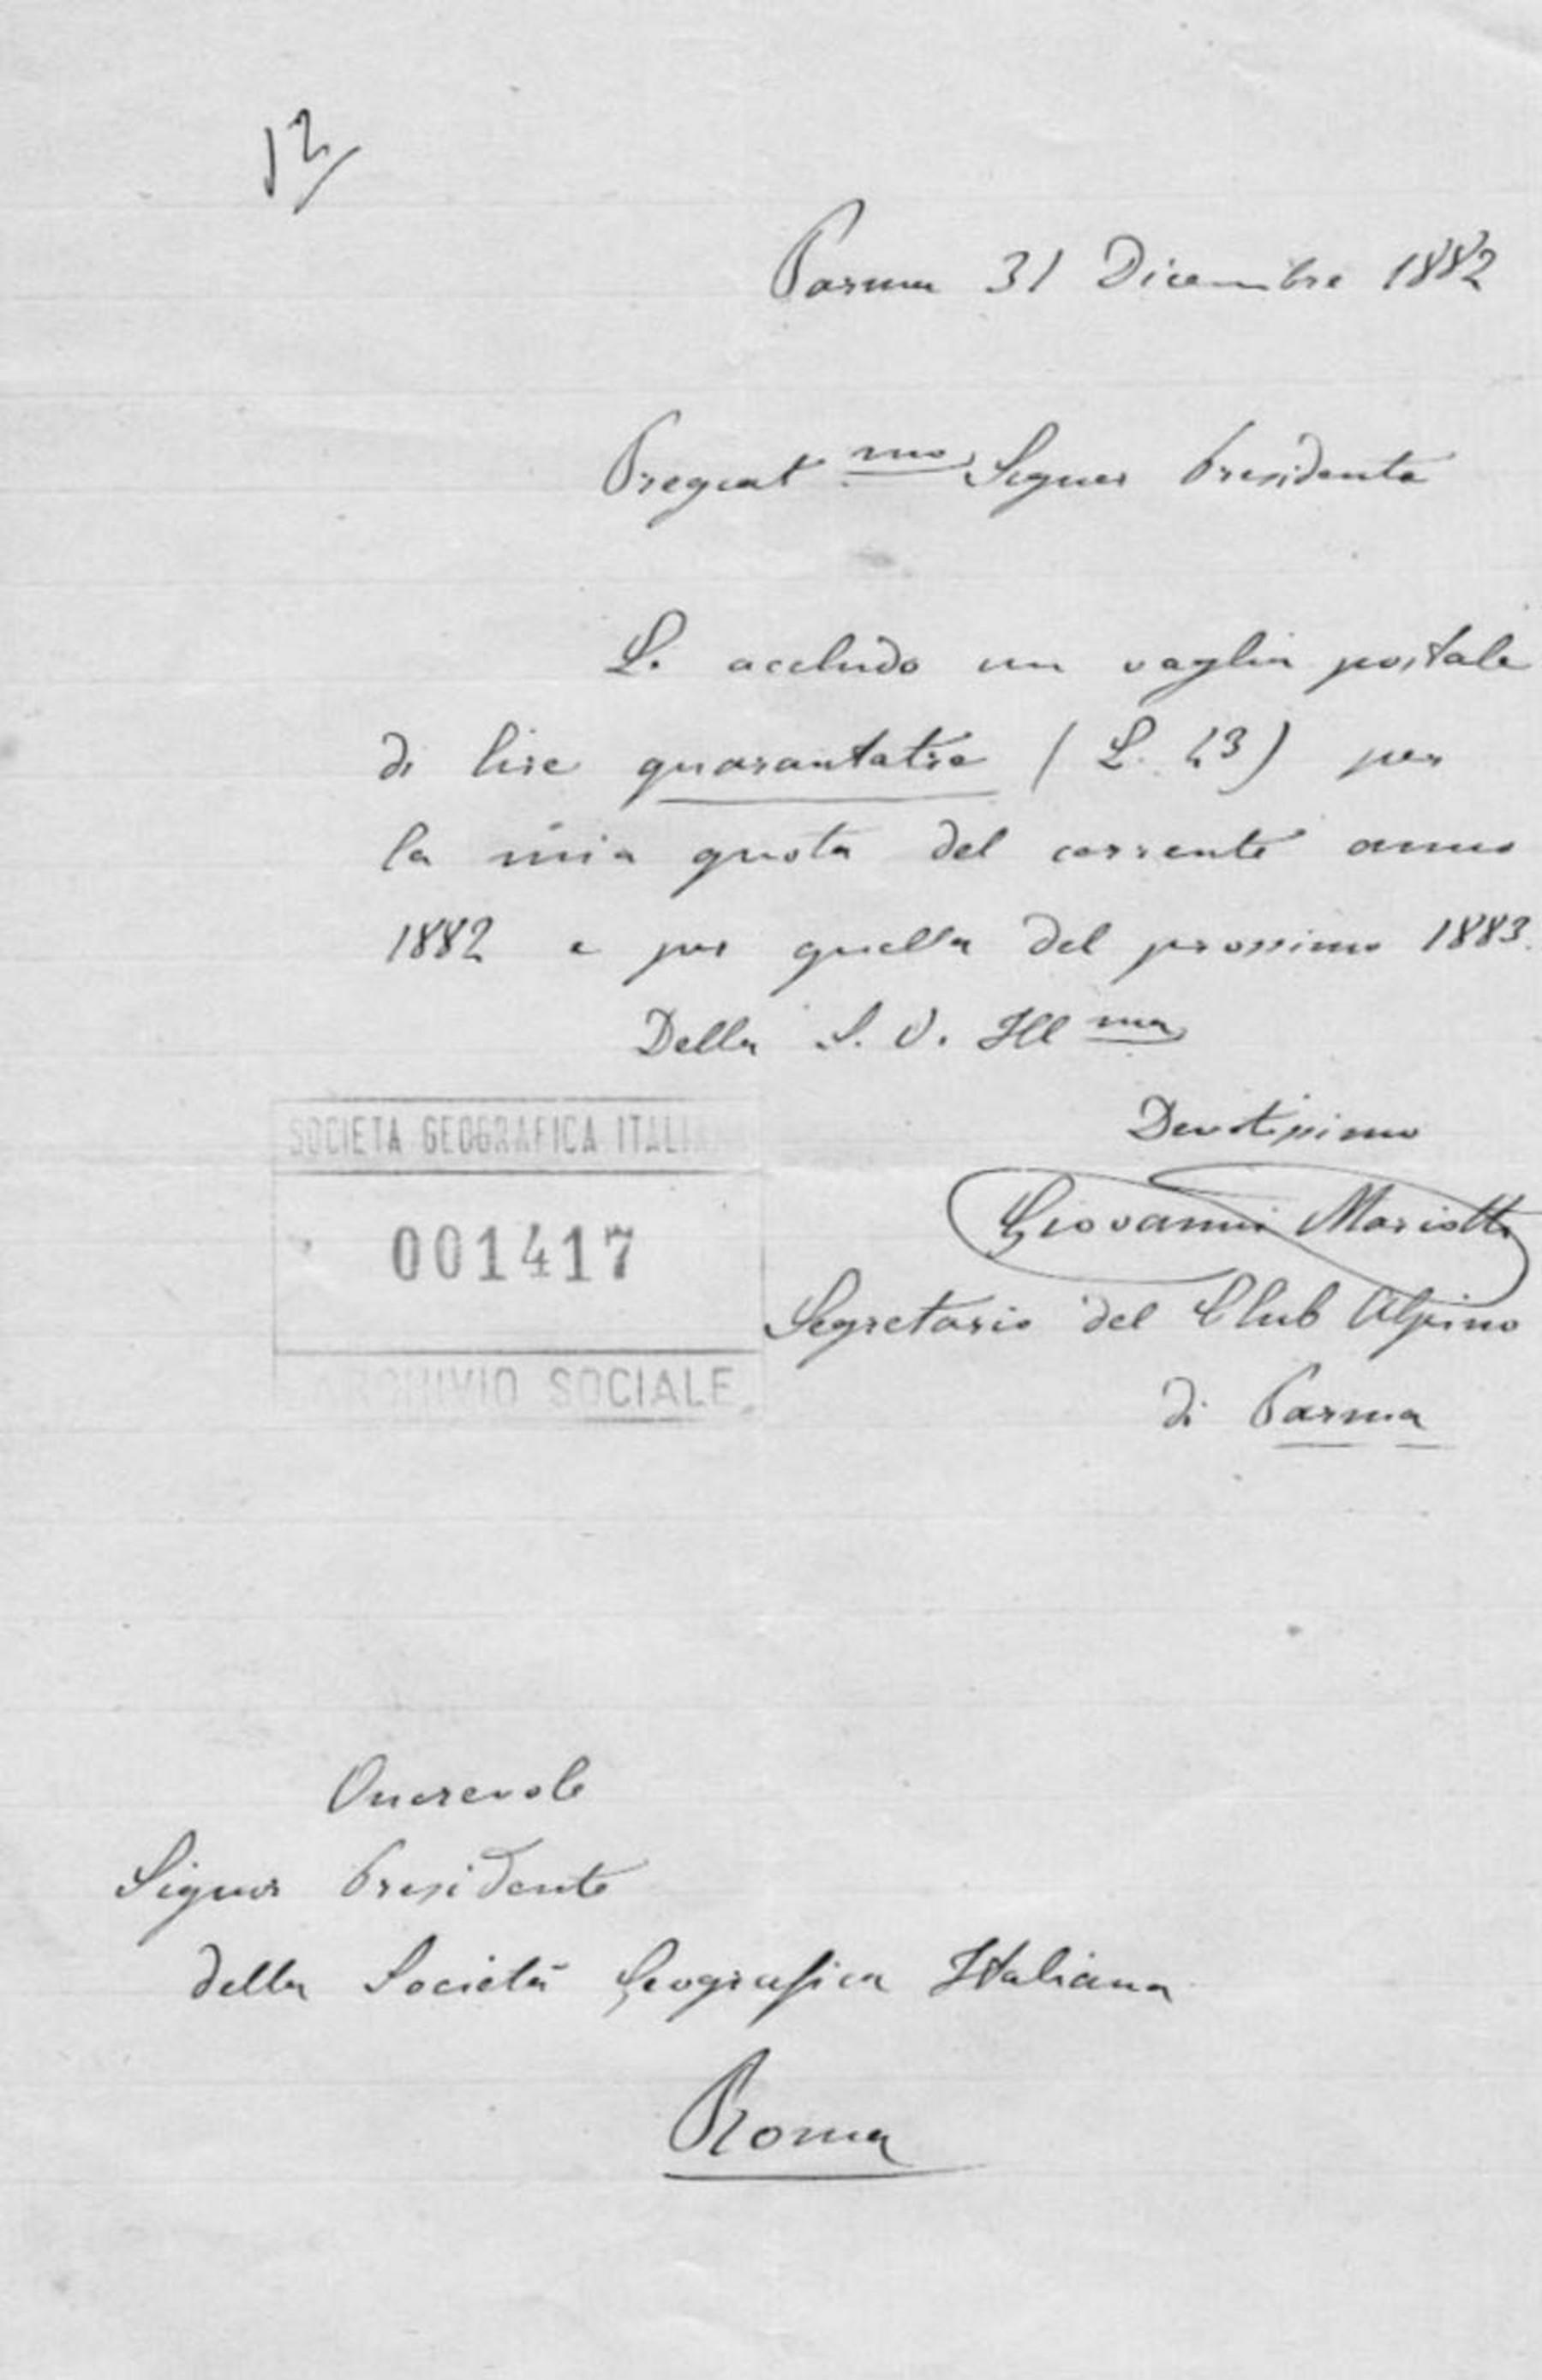 12
Parma 31 Dicembre 1882
Pregiat.mo Signor Presidente
Le accludo un vaglia postale
di lire quarantatre (L. 43) per
la mia quota del corrente anno
1882 e per quella del prossimo 1883.
Della S. V. Ill ma
Devotissimo
Giovanni Mariotti
Segretario del Club Alpino
di Parma
SOCIETA GEOGRAFICA ITALI
001417
ARCHIVIO SOCIALE
Onorevole
Signor Presidente
della Società Geografica Italiana
Roma